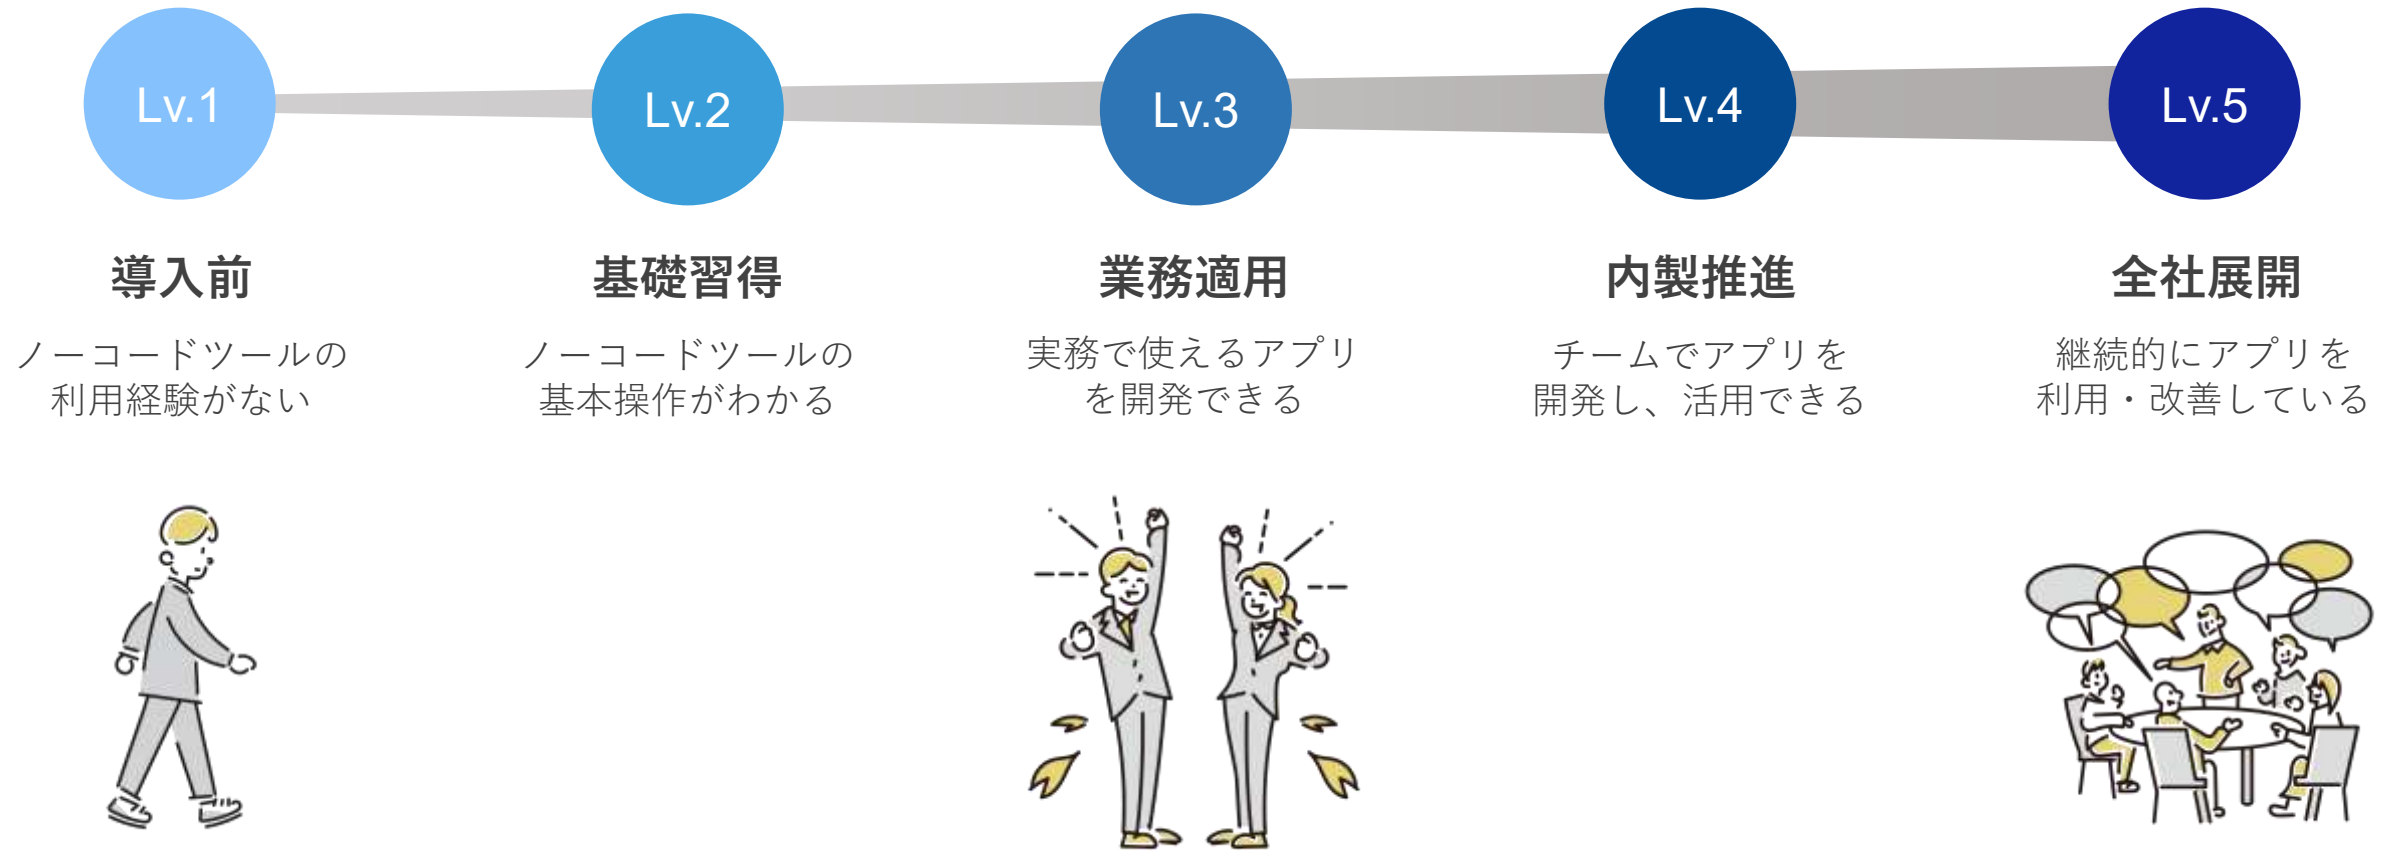 Lv.1
Lv.2
Lv.3
Lv.4
Lv.5
導入前
ノーコードツールの
利用経験がない
基礎習得
ノーコードツールの
基本操作がわかる
業務適用
実務で使えるアプリ
を開発できる
内製推進
チームでアプリを
開発し、活用できる
全社展開
継続的にアプリを
利用・改善している